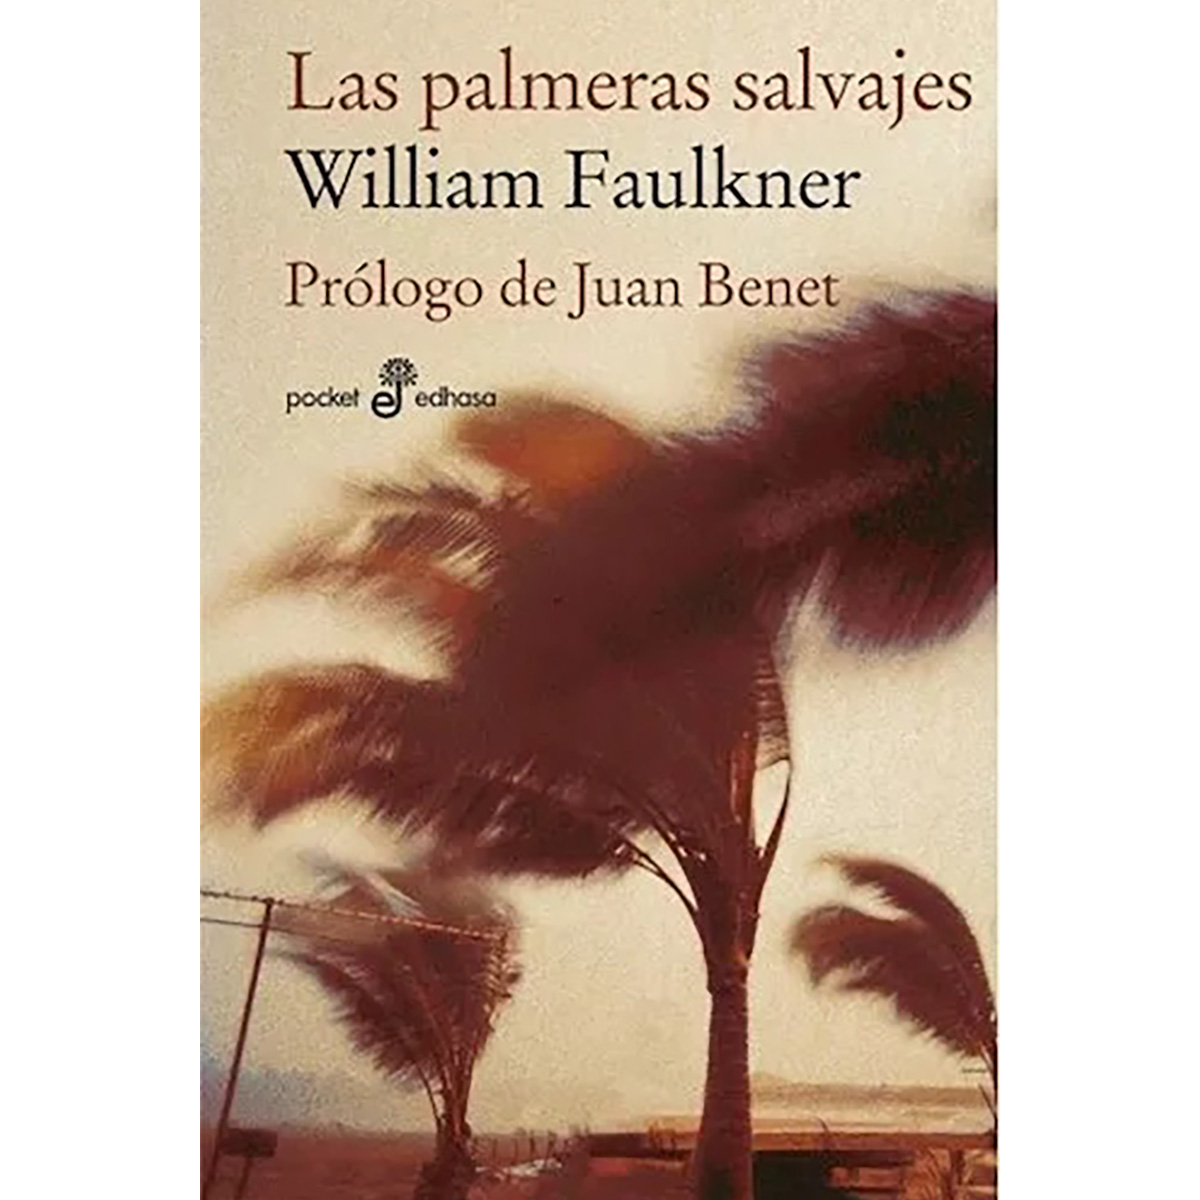 Las palmeras salvajes
William Faulkner
Prólogo de Juan Benet
pocket edhasa